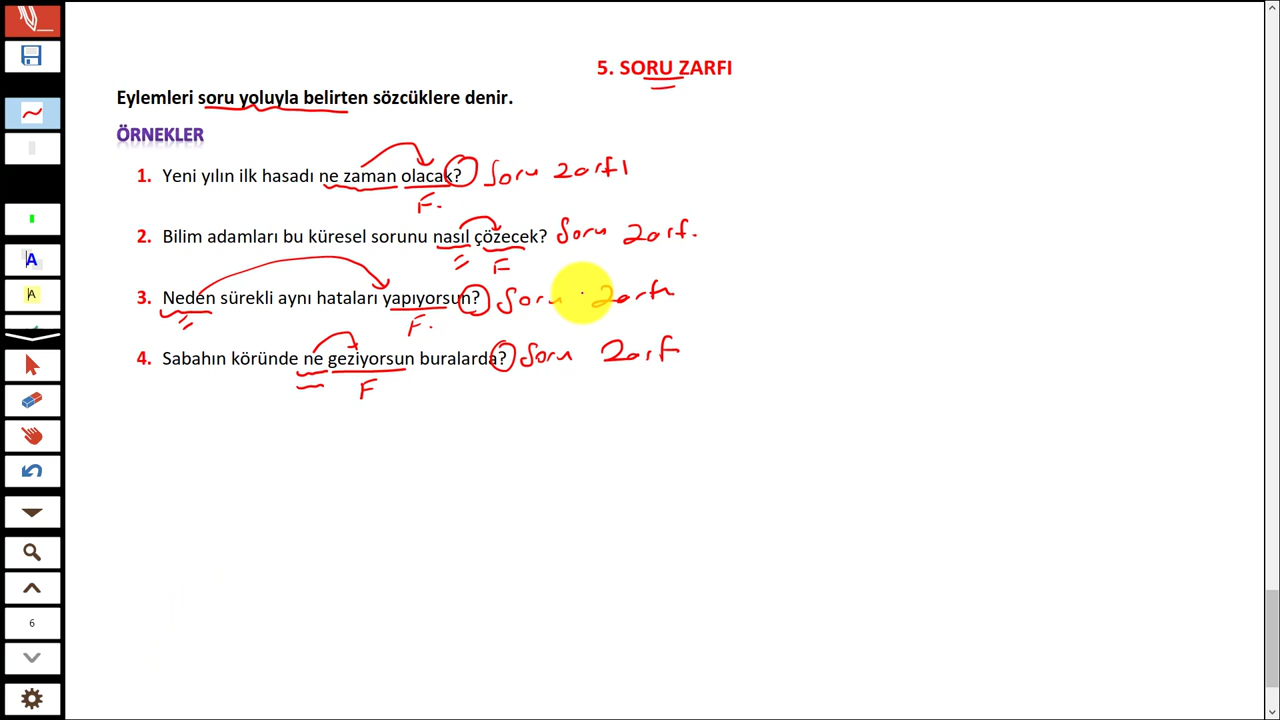 5. SORU ZARFI
Eylemleri soru yoluyla belirten sözcüklere denir.
ÖRNEKLER
1. Yeni yılın ilk hasadı ne zaman olacak? Soru Zarfı
F.
2. Bilim adamları bu küresel sorunu nasıl çözecek? Soru Zarf.
F
3. Neden sürekli aynı hataları yapıyorsun? Soru Zarfı
F.
4. Sabahın köründe ne geziyorsun buralarda? Soru Zarf
F
A
A
6